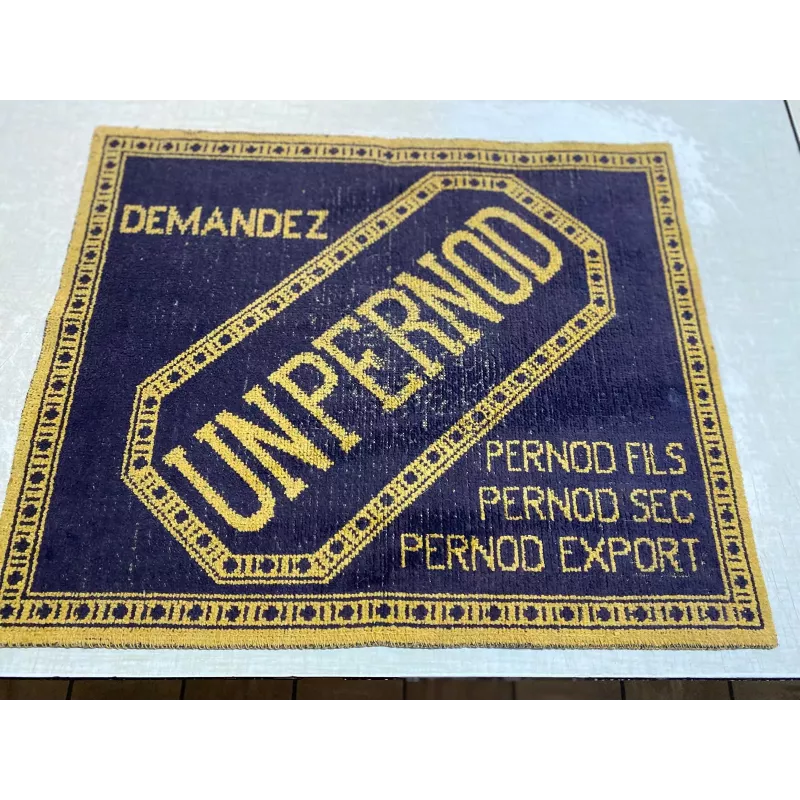 DEMANDEZ
UNPERNOD
PERNOD FILS
PERNOD SEC
PERNOD EXPORT